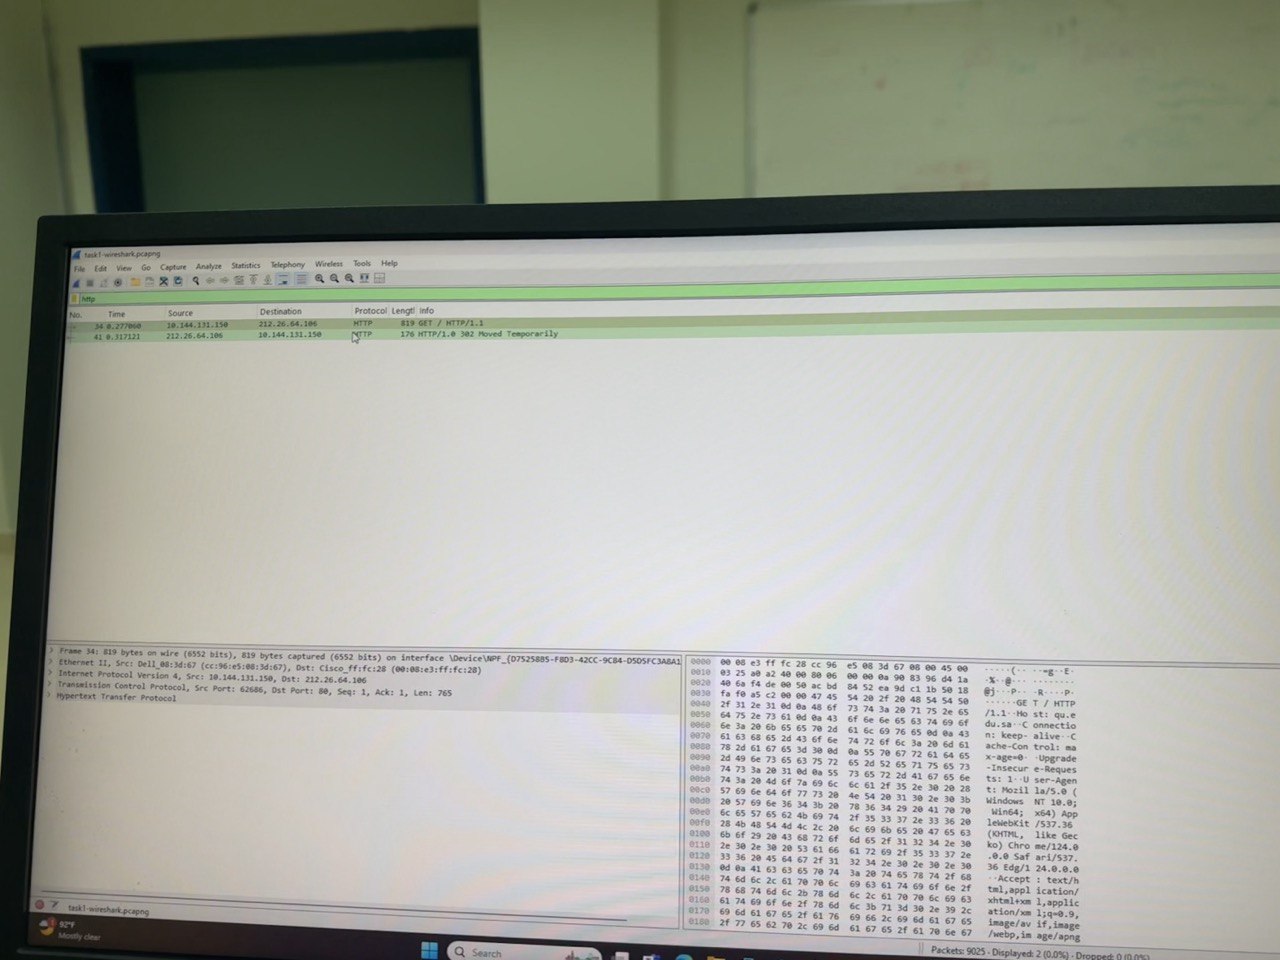 task1-wireshark.pcapng
File Edit View Go Capture Analyze Statistics Telephony Wireless Tools Help
http
No. Time Source Destination Protocol Lengtl Info
34 0.277060 10.144.131.150 212.26.64.106 HTTP 819 GET / HTTP/1.1
41 0.317121 212.26.64.106 10.144.131.150 HTTP 176 HTTP/1.0 302 Moved Temporarily
Frame 34: 819 bytes on wire (6552 bits), 819 bytes captured (6552 bits) on interface
Ethernet II, Src: Dell_08:3d:67 (cc:96:e5:08:3d:67), Dst: Cisco_ff:fc:28 (00:08:e3:ff:fc:28)
Internet Protocol Version 4, Src: 10.144.131.150, Dst: 212.26.64.106
Transmission Control Protocol, Src Port: 62686, Dst Port: 80, Seq: 1, Ack: 1, Len: 765
Hypertext Transfer Protocol
0000 00 08 e3 ff fc 28 cc 96 e5 08 3d 67 08 00 45 00
0010 03 25 a0 a2 40 00 80 06 00 00 0a 90 83 96 d4 1a
0020 40 6a f4 de 00 50 ac bd 84 52 ea 9d c1 1b 50 18
0030 fa f0 a5 c2 00 00 47 45 54 20 2f 20 48 54 54 50
0040 2f 31 2e 31 0d 0a 48 6f 73 74 3a 20 71 75 2e 65
0050 64 75 2e 73 61 0d 0a 43 6f 6e 6e 65 63 74 69 6f
0060 6e 3a 20 6b 65 65 70 2d 61 6c 69 76 65 0d 0a 43
0070 61 63 68 65 2d 43 6f 6e 74 72 6f 6c 3a 20 6d 61
0080 78 2d 61 67 65 3d 30 0d 0a 55 70 67 72 61 64 65
0090 2d 49 6e 73 65 63 75 72 65 2d 52 65 71 75 65 73
00a0 74 73 3a 20 31 0d 0a 55 73 65 72 2d 41 67 65 6e
00b0 74 3a 20 4d 6f 7a 69 6c 6c 61 2f 35 2e 30 20 28
00c0 57 69 6e 64 6f 77 73 20 4e 54 20 31 30 2e 30 3b
00d0 20 57 69 6e 36 34 3b 20 78 36 34 29 20 41 70 70
00e0 6c 65 57 65 62 4b 69 74 2f 35 33 37 2e 33 36 20
00f0 28 4b 48 54 4d 4c 2c 20 6c 69 6b 65 20 47 65 63
0100 6b 6f 29 20 43 68 72 6f 6d 65 2f 31 32 34 2e 30
0110 2e 30 2e 30 20 53 61 66 61 72 69 2f 35 33 37 2e
0120 33 36 20 45 64 67 2f 31 32 34 2e 30 2e 30 2e 30
0130 0d 0a 41 63 63 65 70 74 3a 20 74 65 78 74 2f 68
0140 74 6d 6c 2c 61 70 70 6c 69 63 61 74 69 6f 6e 2f
0150 78 68 74 6d 6c 2b 78 6d 6c 2c 61 70 70 6c 69 63
0160 61 74 69 6f 6e 2f 78 6d 6c 3b 71 3d 30 2e 39 2c
0170 69 6d 61 67 65 2f 61 76 69 66 2c 69 6d 61 67 65
0180 2f 77 65 62 70 2c 69 6d 61 67 65 2f 61 70 6e 67
·····(·· ··=g··E·
·%··@··· ········
@j···P·· ·R····P·
······GE T / HTTP
/1.1··Ho st: qu.e
du.sa··C onnectio
n: keep- alive··C
ache-Con trol: ma
x-age=0· ·Upgrade
-Insecur e-Reques
ts: 1··U ser-Agen
t: Mozil la/5.0 (
Windows NT 10.0;
Win64; x64) App
leWebKit /537.36
(KHTML, like Gec
ko) Chro me/124.0
.0.0 Saf ari/537.
36 Edg/1 24.0.0.0
··Accept : text/h
tml,appl ication/
xhtml+xm l,applic
ation/xm l;q=0.9,
image/av if,image
/webp,im age/apng
task1-wireshark.pcapng
Packets: 9025 · Displayed: 2 (0.0%) · Dropped: 0 (0.0%)
92°F
Mostly clear
Search